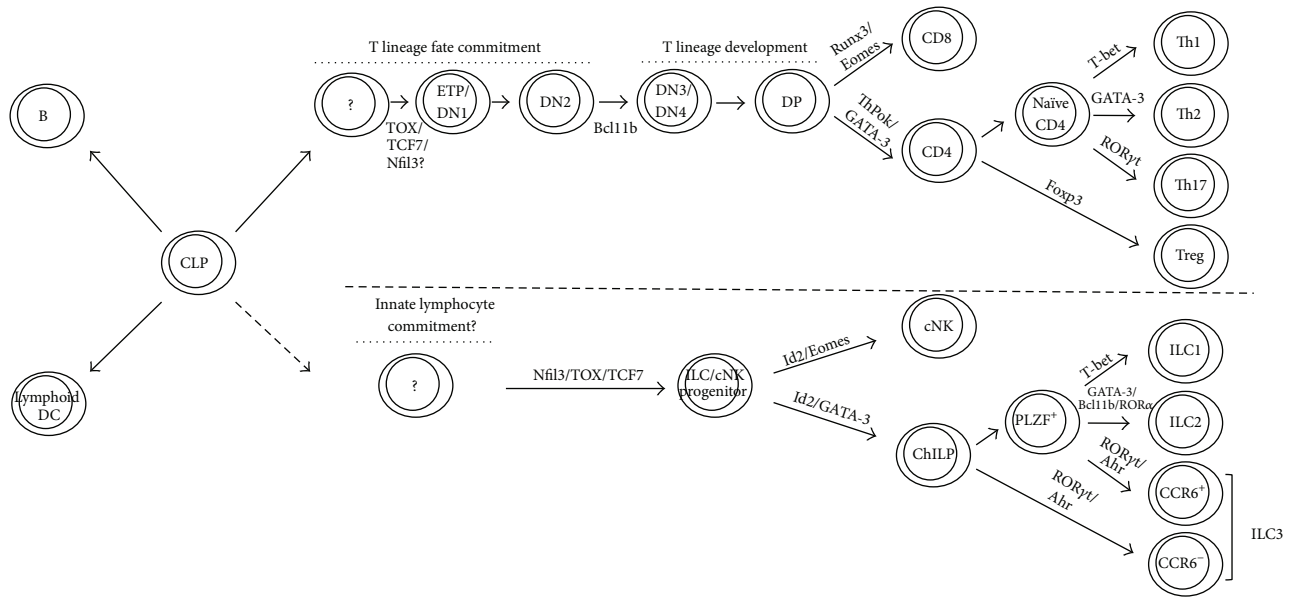 T lineage fate commitment
T lineage development
B
?
ETP/
DN1
DN2
DN3/
DN4
DP
TOX/
TCF7/
Nfil3?
Bcl11b
Runx3/
Eomes
ThPok/
GATA-3
CD8
CD4
Naïve
CD4
T-bet
GATA-3
RORγt
Foxp3
Th1
Th2
Th17
Treg
CLP
Lymphoid
DC
Innate lymphocyte
commitment?
?
Nfil3/TOX/TCF7
ILC/cNK
progenitor
Id2/Eomes
Id2/GATA-3
cNK
ChILP
PLZF⁺
T-bet
GATA-3/
Bcl11b/RORα
RORγt/
Ahr
RORγt/
Ahr
ILC1
ILC2
CCR6⁺
CCR6⁻
ILC3